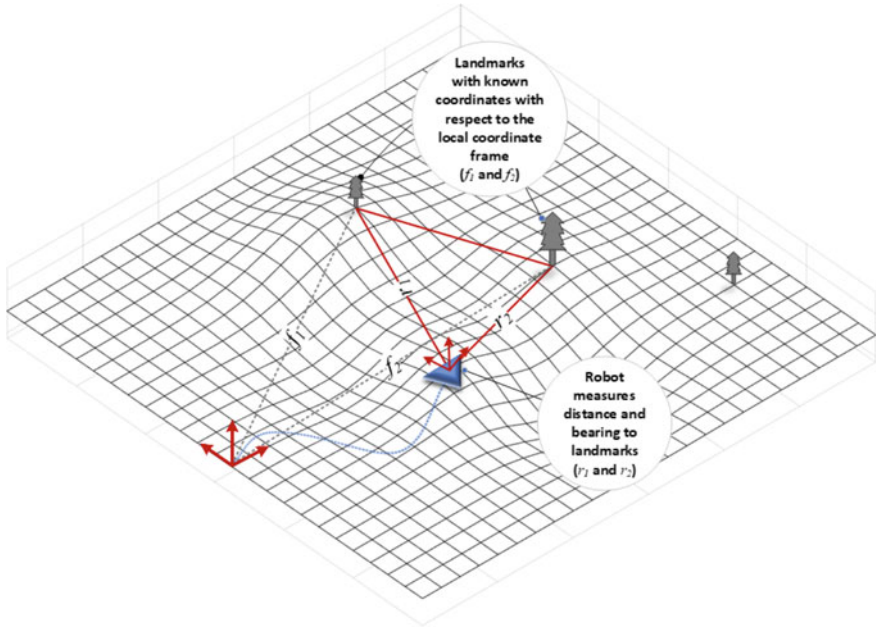 Landmarks
with known
coordinates with
respect to the
local coordinate
frame
(f₁ and f₂)
r₁
f₁
r₂
f₂
Robot
measures
distance and
bearing to
landmarks
(r₁ and r₂)